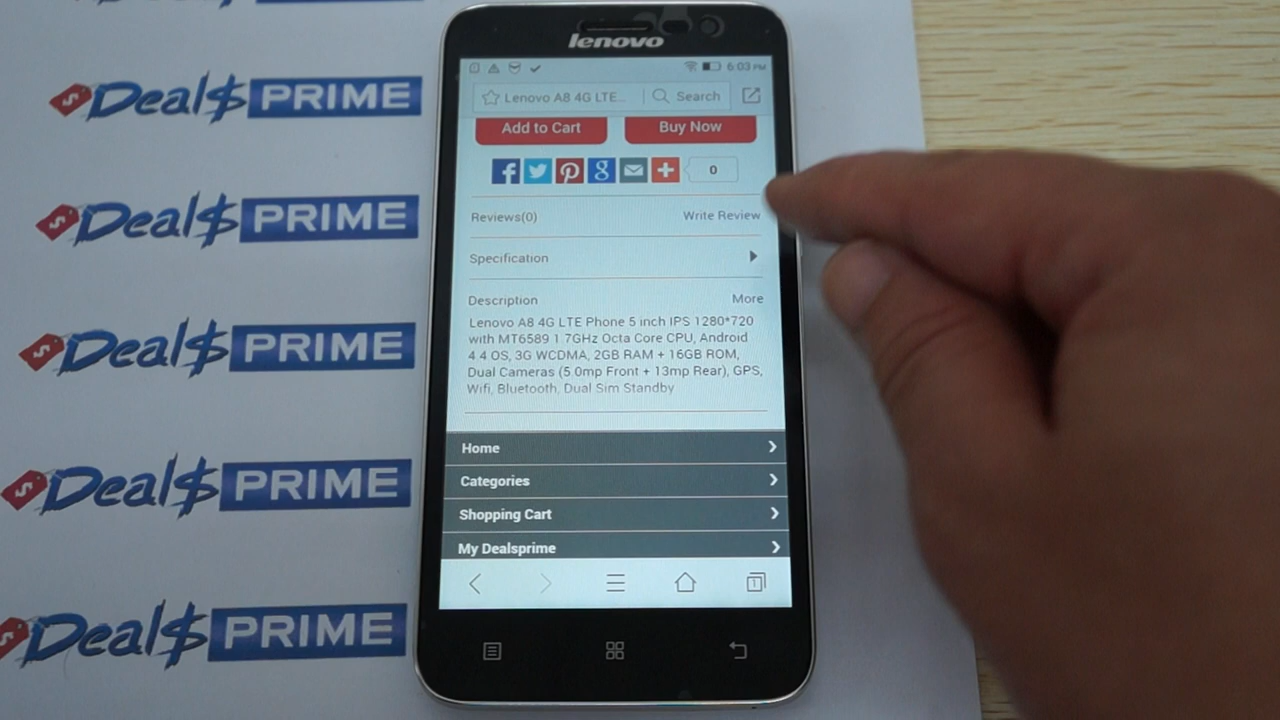 Deal$ PRIME
Deal$ PRIME
Deal$ PRIME
Deal$ PRIME
Deal$ PRIME
lenovo
6:03 PM
Lenovo A8 4G LTE...
Search
Add to Cart
Buy Now
0
Reviews(0)
Write Review
Specification
Description
More
Lenovo A8 4G LTE Phone 5 inch IPS 1280*720
with MT6589 1.7GHz Octa Core CPU, Android
4.4 OS, 3G WCDMA, 2GB RAM + 16GB ROM,
Dual Cameras (5.0mp Front + 13mp Rear), GPS,
Wifi, Bluetooth, Dual Sim Standby
Home
Categories
Shopping Cart
My Dealsprime
1